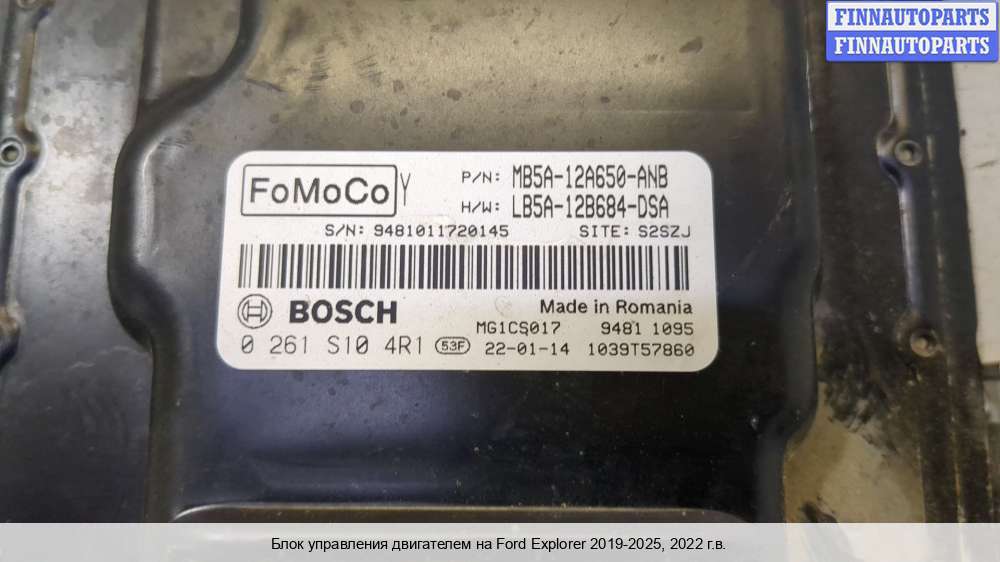 FINNAUTOPARTS
FINNAUTOPARTS
FoMoCo Y P/N: MB5A-12A650-ANB
H/W: LB5A-12B684-DSA
S/N: 9481011720145 SITE: S2SZJ
BOSCH Made in Romania
MG1CS017 9481 1095
0 261 S10 4R1 53F 22-01-14 1039T57860
Блок управления двигателем на Ford Explorer 2019-2025, 2022 г.в.